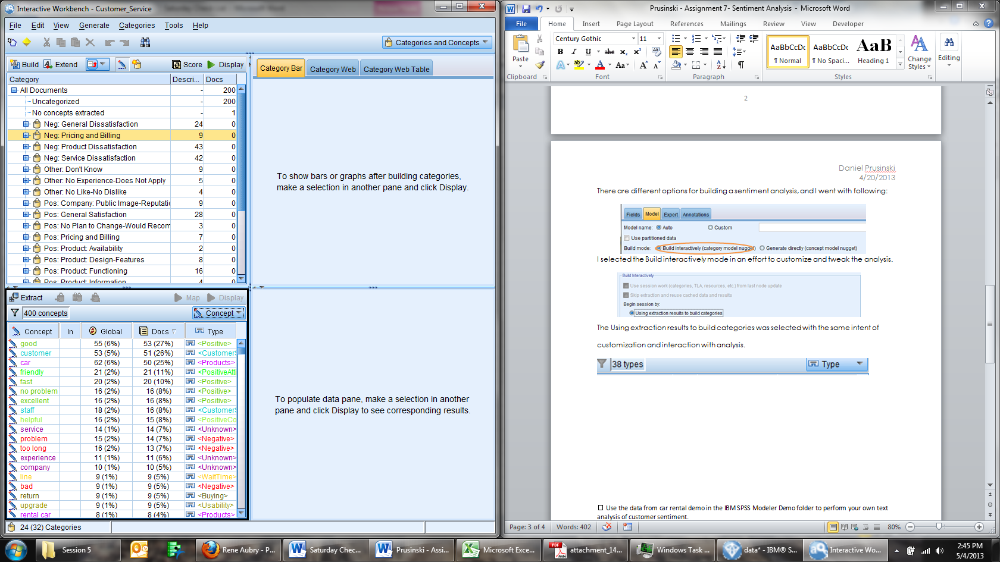 Interactive Workbench - Customer_Service
File Edit View Generate Categories Tools Help
Categories and Concepts
Build Extend Score Display
Category Descri... Docs
All Documents - 200
Uncategorized - 200
No concepts extracted - 1
Neg: General Dissatisfaction 24 0
Neg: Pricing and Billing 9 0
Neg: Product Dissatisfaction 43 0
Neg: Service Dissatisfaction 42 0
Other: Don't Know 9 0
Other: No Experience-Does Not Apply 5 0
Other: No Like-No Dislike 4 0
Pos: Company: Public Image-Reputatio 9 0
Pos: General Satisfaction 28 0
Pos: No Plan to Change-Would Recom 3 0
Pos: Pricing and Billing 7 0
Pos: Product: Availability 2 0
Pos: Product: Design-Features 8 0
Pos: Product: Functioning 16 0
Pos: Product: Information 4 0
Category Bar Category Web Category Web Table
To show bars or graphs after building categories,
make a selection in another pane and click Display.
Extract Map Display
400 concepts Concept
Concept In Global Docs Type
good 55 (6%) 53 (27%) <Positive>
customer 53 (5%) 51 (26%) <CustomerS
car 62 (6%) 50 (25%) <Products>
friendly 21 (2%) 21 (11%) <PositiveAtti
fast 20 (2%) 20 (10%) <Positive>
no problem 16 (2%) 16 (8%) <Positive>
excellent 16 (2%) 16 (8%) <Positive>
staff 18 (2%) 16 (8%) <CustomerS
helpful 16 (2%) 15 (8%) <PositiveCo
service 14 (1%) 14 (7%) <Unknown>
problem 15 (2%) 14 (7%) <Negative>
too long 16 (2%) 13 (7%) <Negative>
experience 11 (1%) 11 (6%) <Unknown>
company 10 (1%) 10 (5%) <Unknown>
line 9 (1%) 9 (5%) <WaitTime>
bad 9 (1%) 9 (5%) <Negative>
return 9 (1%) 9 (5%) <Buying>
upgrade 9 (1%) 9 (5%) <Usability>
rental car 8 (1%) 8 (4%) <Products>
To populate data pane, make a selection in another
pane and click Display to see corresponding results.
24 (32) Categories
Prusinski - Assignment 7- Sentiment Analysis - Microsoft Word
File Home Insert Page Layout References Mailings Review View Developer
Paste
Century Gothic 11
B I U abc x₂ x²
A ab A Aa A A
AaBbCcDc AaBbCcDc AaB
¶ Normal ¶ No Spaci... Heading 1
Change Styles
Editing
Clipboard Font Paragraph Styles
2
Daniel Prusinski
4/20/2013
There are different options for building a sentiment analysis, and I went with following:
Fields Model Expert Annotations
Model name: Auto Custom
Use partitioned data
Build mode: Build interactively (category model nugget) Generate directly (concept model nugget)
I selected the Build interactively mode in an effort to customize and tweak the analysis.
Build Interactively
Use session work (categories, TLA, resources, etc.) from last node update
Skip extraction and reuse cached data and results
Begin session by:
Using extraction results to build categories
The Using extraction results to build categories was selected with the same intent of
customization and interaction with analysis.
38 types Type
Use the data from car rental demo in the IBM SPSS Modeler Demo folder to perform your own text
analysis of customer sentiment.
Page: 3 of 4 Words: 402 80%
Session 5
Rene Aubry - P...
Saturday Chec...
Prusinski - Assi...
Microsoft Exce...
attachment_14...
Windows Task ...
data* - IBM® S...
Interactive Wo...
2:45 PM
5/4/2013